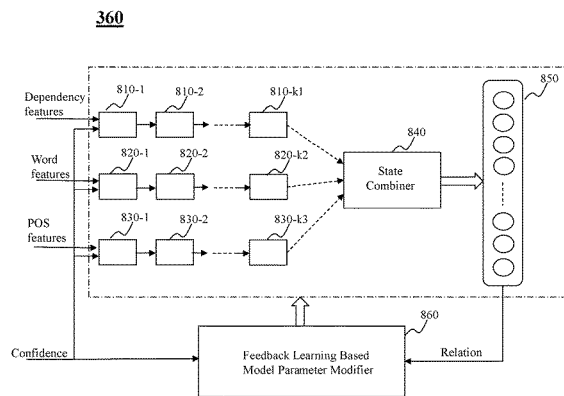 360
810-1 810-2 810-k1 850
Dependency
features
820-1 820-2 820-k2 840
Word
features
State
Combiner
830-1 830-2 830-k3
POS
features
860
Confidence
Feedback Learning Based
Model Parameter Modifier
Relation